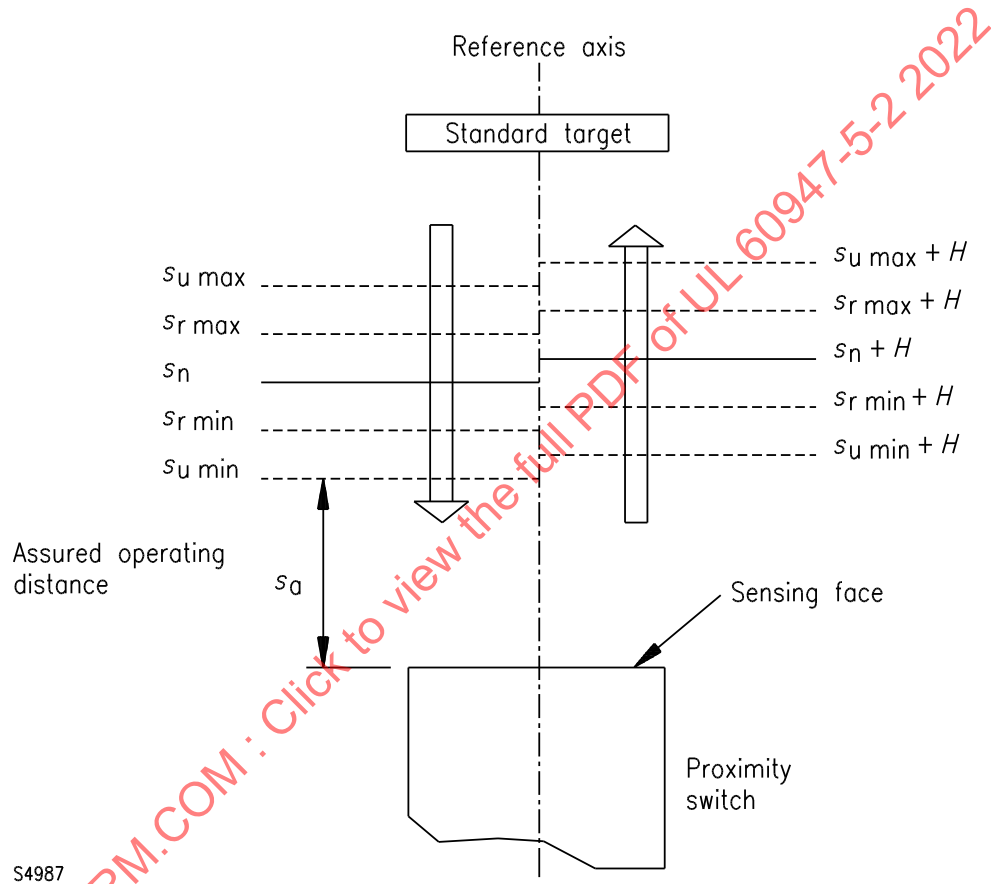 Reference axis
Standard target
su max
sr max
sn
sr min
su min
su max + H
sr max + H
sn + H
sr min + H
su min + H
Assured operating
distance
sa
Sensing face
Proximity
switch
S4987
RM.COM : Click to view the full PDF of UL 60947-5-2 2022